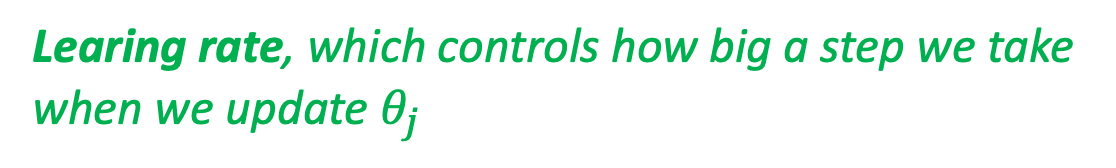 Learing rate, which controls how big a step we take
when we update θj